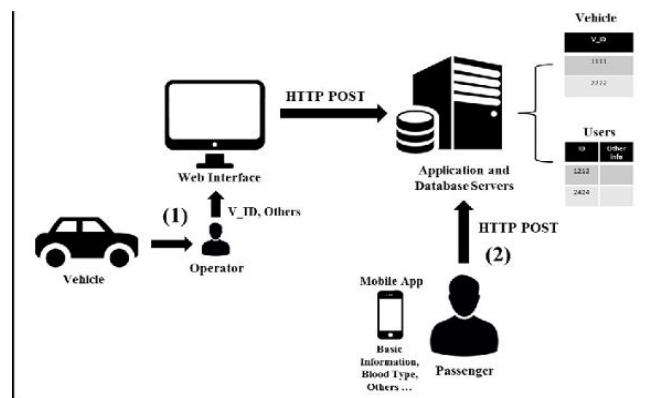 Vehicle
V_ID
1111
2222
HTTP POST
Users
ID Other Info
1212
2424
Web Interface
Application and
Database Servers
(1)
V_ID, Others
HTTP POST
(2)
Operator
Vehicle
Mobile App
Basic
Information,
Blood Type,
Others ...
Passenger